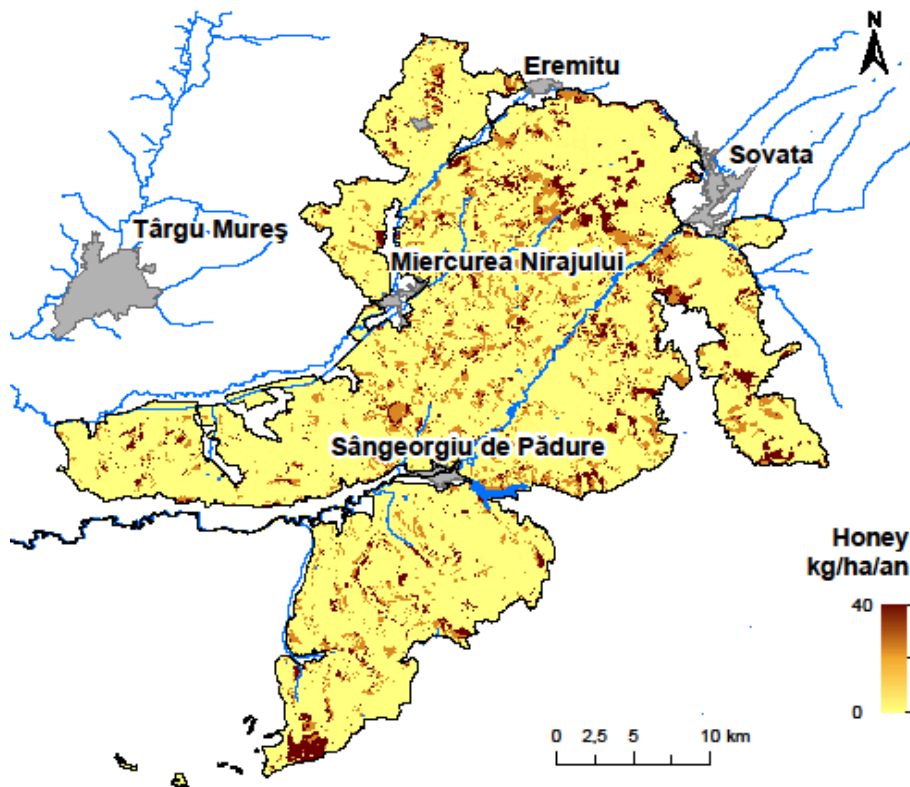 N
Eremitu
Sovata
Târgu Mureş
Miercurea Nirajului
Sângeorgiu de Pădure
Honey
kg/ha/an
40
0
0 2,5 5 10 km